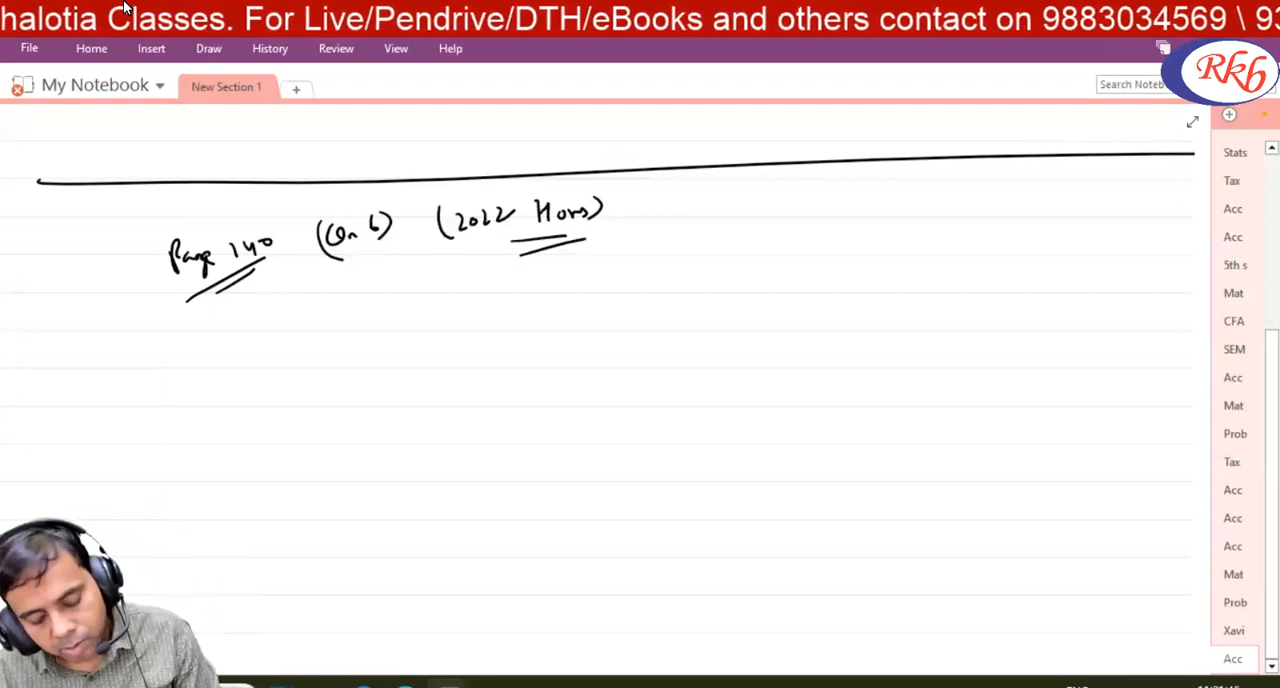 halotia Classes. For Live/Pendrive/DTH/eBooks and others contact on 9883034569 \ 93
File Home Insert Draw History Review View Help
My Notebook New Section 1 +
Search Noteb
Rkb
Page 140 (Qn 6) (2022 Hons)
Stats
Tax
Acc
Acc
5th s
Mat
CFA
SEM
Acc
Mat
Prob
Tax
Acc
Acc
Acc
Mat
Prob
Xavi
Acc